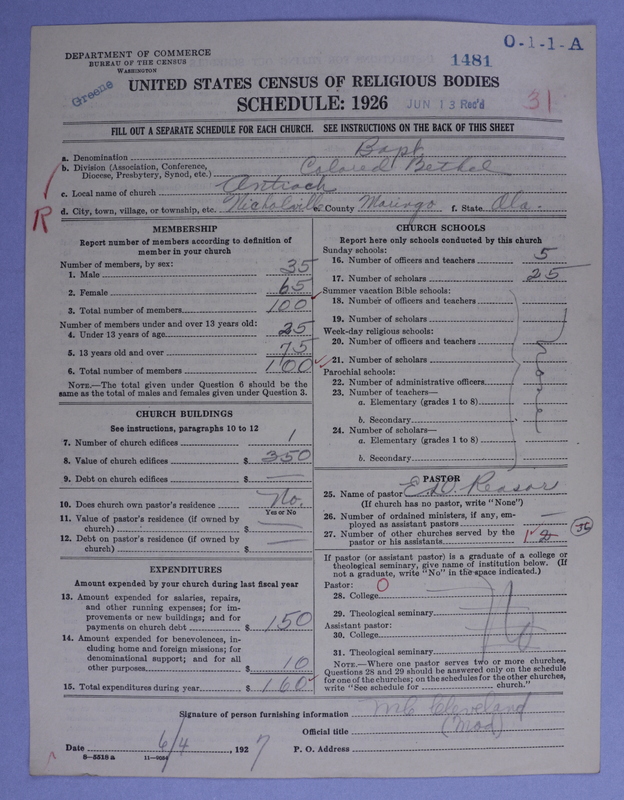 DEPARTMENT OF COMMERCE
BUREAU OF THE CENSUS
WASHINGTON
O-1-1-A
1481
Greene
UNITED STATES CENSUS OF RELIGIOUS BODIES
SCHEDULE: 1926
JUN 13 Rec'd
31
FILL OUT A SEPARATE SCHEDULE FOR EACH CHURCH. SEE INSTRUCTIONS ON THE BACK OF THIS SHEET
a. Denomination Bapt
b. Division (Association, Conference, Diocese, Presbytery, Synod, etc.) Colored Bethel
c. Local name of church Antioch
R
d. City, town, village, or township, etc. Nicholville e. County Maringo f. State Ala.
MEMBERSHIP
Report number of members according to definition of
member in your church
Number of members, by sex:
1. Male 35
2. Female 65
3. Total number of members 100
Number of members under and over 13 years old:
4. Under 13 years of age 25
5. 13 years old and over 75
6. Total number of members 100
NOTE.—The total given under Question 6 should be the
same as the total of males and females given under Question 3.
CHURCH BUILDINGS
See instructions, paragraphs 10 to 12
7. Number of church edifices 1
8. Value of church edifices $ 350
9. Debt on church edifices $ —
10. Does church own pastor's residence No.
Yes or No
11. Value of pastor's residence (if owned by
church) $ —
12. Debt on pastor's residence (if owned by
church) $ —
EXPENDITURES
Amount expended by your church during last fiscal year
13. Amount expended for salaries, repairs,
and other running expenses; for im-
provements or new buildings; and for
payments on church debt $ 150
14. Amount expended for benevolences, in-
cluding home and foreign missions; for
denominational support; and for all
other purposes $ 10
15. Total expenditures during year $ 160
CHURCH SCHOOLS
Report here only schools conducted by this church
Sunday schools:
16. Number of officers and teachers 5
17. Number of scholars 25
Summer vacation Bible schools:
18. Number of officers and teachers
19. Number of scholars
Week-day religious schools:
20. Number of officers and teachers
none
21. Number of scholars
Parochial schools:
22. Number of administrative officers
23. Number of teachers—
a. Elementary (grades 1 to 8)
b. Secondary
24. Number of scholars—
a. Elementary (grades 1 to 8)
b. Secondary
PASTOR
25. Name of pastor E.D. Reasor
(If church has no pastor, write "None")
26. Number of ordained ministers, if any, em-
ployed as assistant pastors —
27. Number of other churches served by the
pastor or his assistants 1 2
If pastor (or assistant pastor) is a graduate of a college or
theological seminary, give name of institution below. (If
not a graduate, write "No" in the space indicated.)
Pastor: O
28. College
29. Theological seminary No
Assistant pastor:
30. College
31. Theological seminary
NOTE.—Where one pastor serves two or more churches,
Questions 28 and 29 should be answered only on the schedule
for one of the churches; on the schedules for the other churches,
write "See schedule for church."
Signature of person furnishing information M C Cleveland
Official title (Mod)
Date 6/4, 1927 P. O. Address
8-5518 a 11-9054